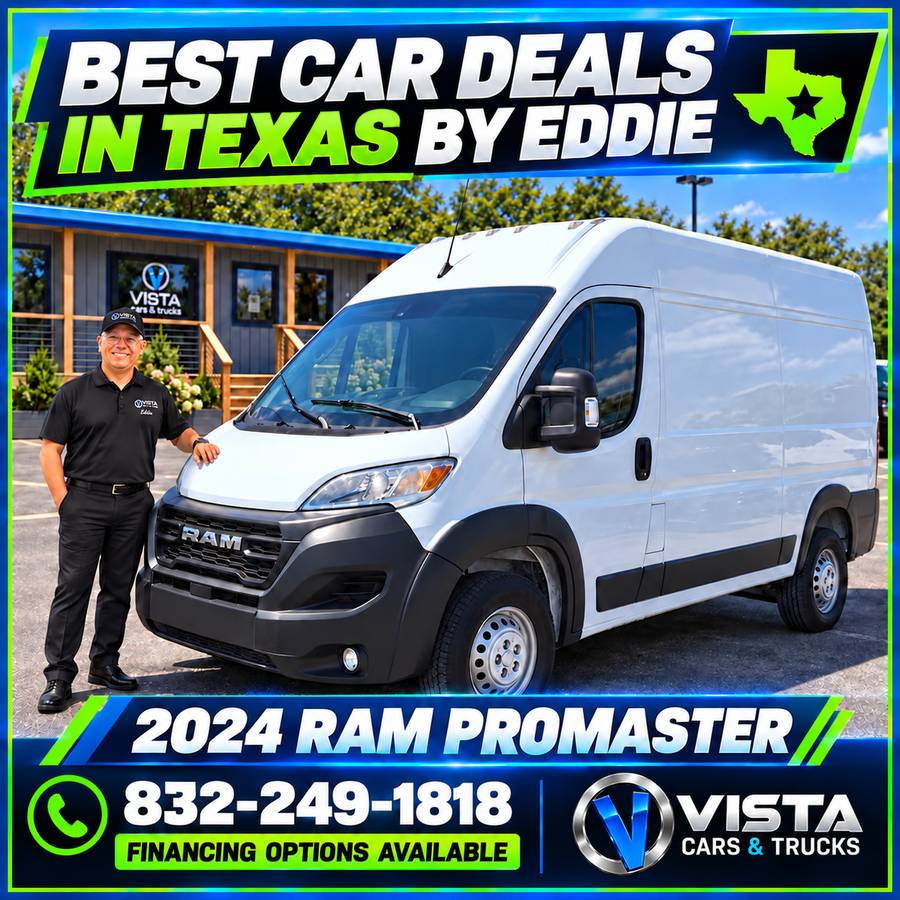 BEST CAR DEALS
IN TEXAS BY EDDIE
VISTA
cars & trucks
VISTA
VISTA
Eddie
RAM
2024 RAM PROMASTER
832-249-1818
FINANCING OPTIONS AVAILABLE
VISTA
CARS & TRUCKS